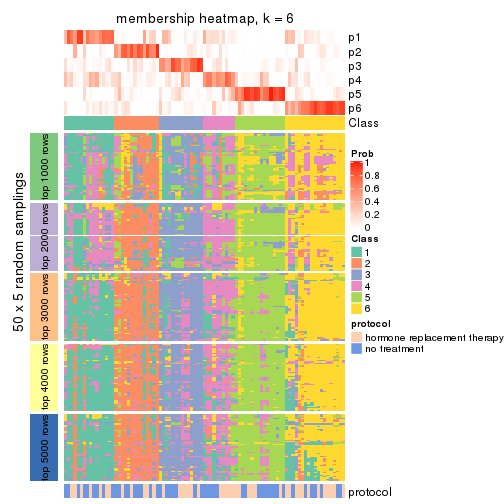 membership heatmap, k = 6
p1
p2
p3
p4
p5
p6
Class
50 x 5 random samplings
top 1000 rows
top 2000 rows
top 3000 rows
top 4000 rows
top 5000 rows
protocol
Prob
1
0.8
0.6
0.4
0.2
0
Class
1
2
3
4
5
6
protocol
hormone replacement therapy
no treatment